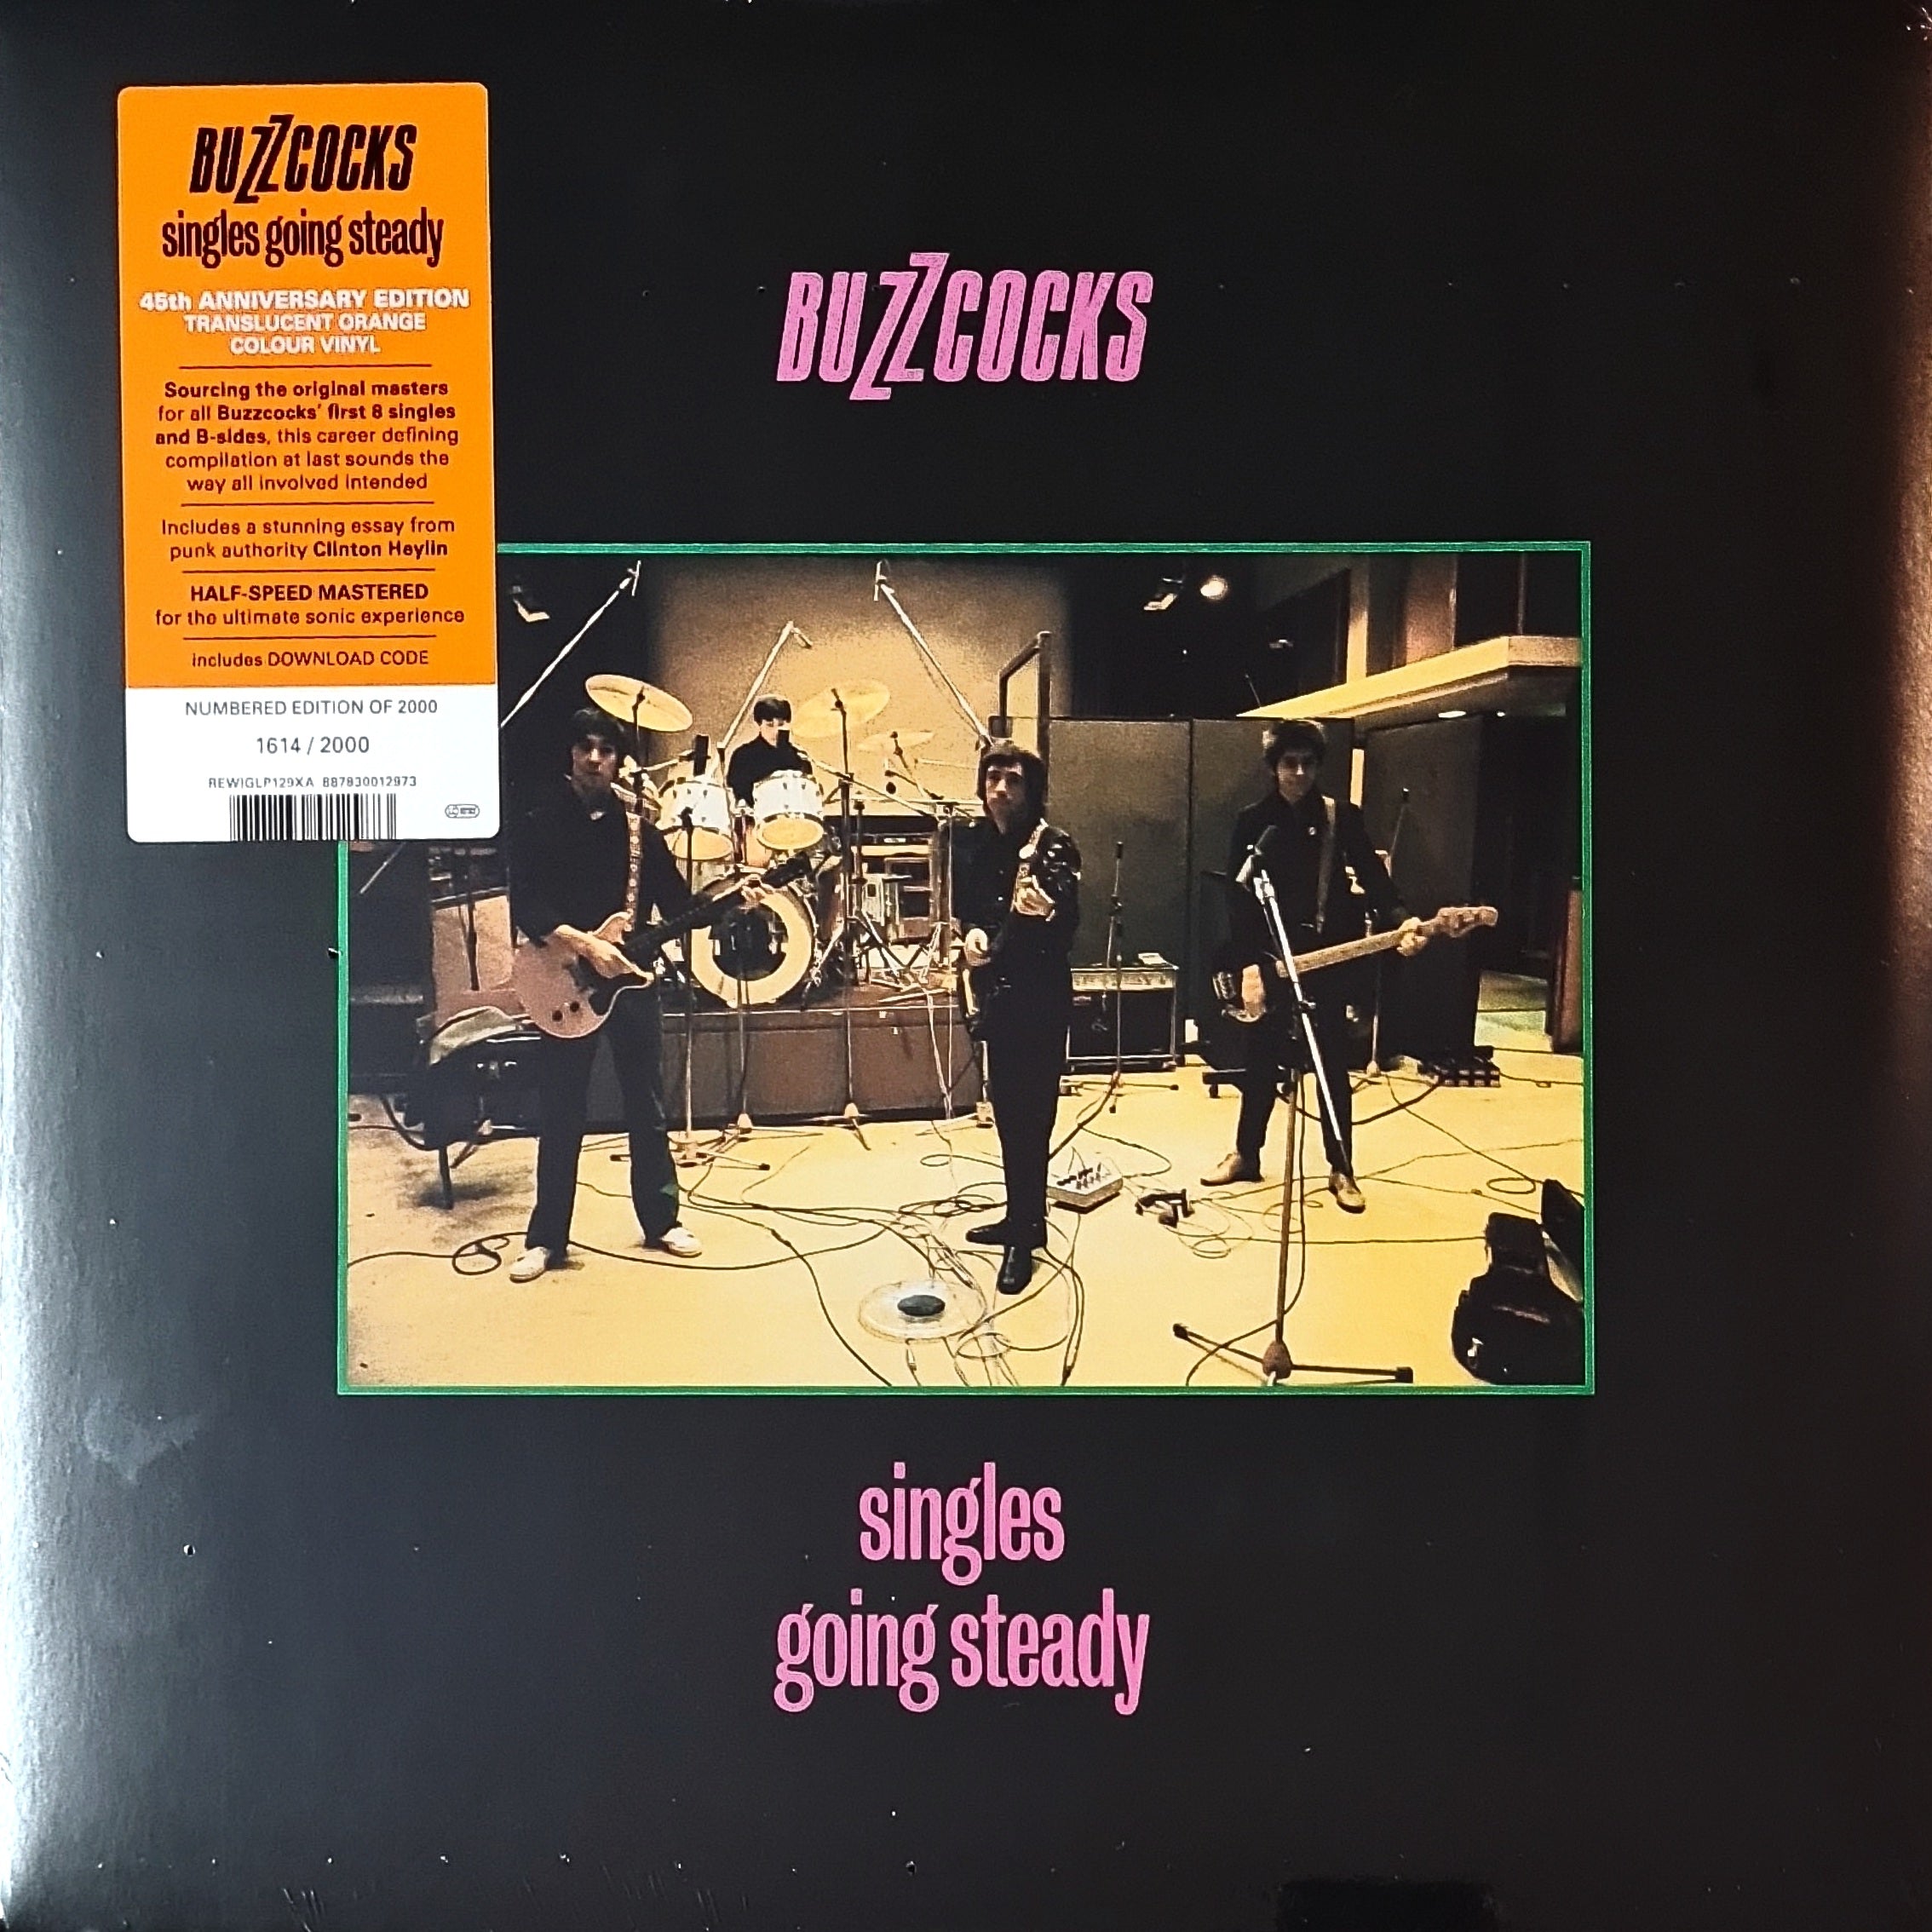 BUZZCOCKS
singles going steady
45th ANNIVERSARY EDITION
TRANSLUCENT ORANGE
COLOUR VINYL
Sourcing the original masters
for all Buzzcocks' first 8 singles
and B-sides, this career defining
compilation at last sounds the
way all involved intended
Includes a stunning essay from
punk authority Clinton Heylin
HALF-SPEED MASTERED
for the ultimate sonic experience
includes DOWNLOAD CODE
NUMBERED EDITION OF 2000
1614 / 2000
REWIGLP129XA 887830012973
BUZZCOCKS
singles
going steady